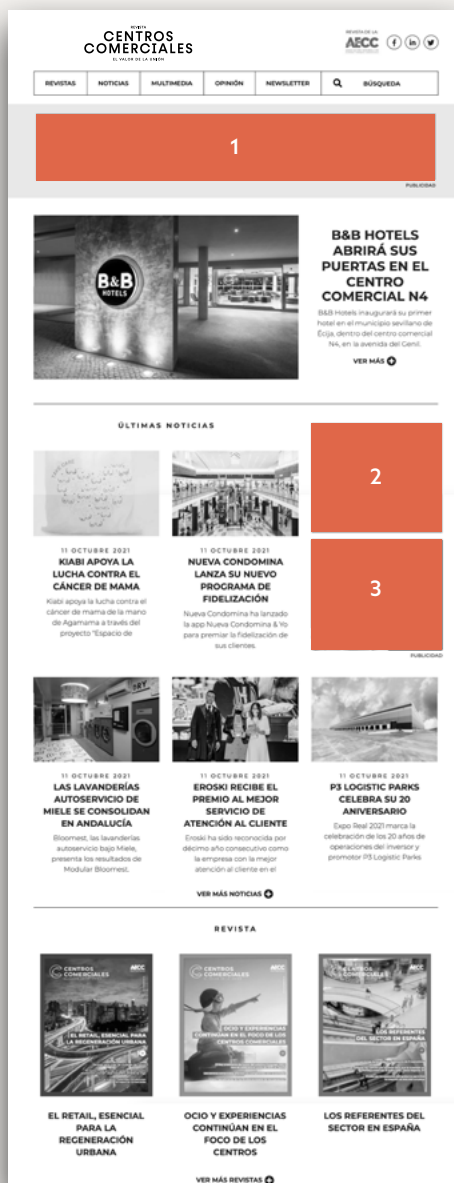 REVISTA
CENTROS
COMERCIALES
EL VALOR DE LA UNIÓN
REVISTA DE LA
AECC
REVISTAS
NOTICIAS
MULTIMEDIA
OPINIÓN
NEWSLETTER
BÚSQUEDA
1
PUBLICIDAD
B&B
HOTELS
B&B HOTELS
ABRIRÁ SUS
PUERTAS EN EL
CENTRO
COMERCIAL N4
B&B Hotels inaugurará su primer
hotel en el municipio sevillano de
Écija, dentro del centro comercial
N4, en la avenida del Genil.
VER MÁS
ÚLTIMAS NOTICIAS
2
3
PUBLICIDAD
11 OCTUBRE 2021
KIABI APOYA LA
LUCHA CONTRA EL
CÁNCER DE MAMA
Kiabi apoya la lucha contra el
cáncer de mama de la mano
de Agamama a través del
proyecto "Espacio de
11 OCTUBRE 2021
NUEVA CONDOMINA
LANZA SU NUEVO
PROGRAMA DE
FIDELIZACIÓN
Nueva Condomina ha lanzado
la app Nueva Condomina & Yo
para premiar la fidelización de
sus clientes.
11 OCTUBRE 2021
LAS LAVANDERÍAS
AUTOSERVICIO DE
MIELE SE CONSOLIDAN
EN ANDALUCÍA
Bloomest, las lavanderías
autoservicio bajo Miele,
presenta los resultados de
Modular Bloomest.
11 OCTUBRE 2021
EROSKI RECIBE EL
PREMIO AL MEJOR
SERVICIO DE
ATENCIÓN AL CLIENTE
Eroski ha sido reconocida por
décimo año consecutivo como
la empresa con la mejor
atención al cliente en el
11 OCTUBRE 2021
P3 LOGISTIC PARKS
CELEBRA SU 20
ANIVERSARIO
Expo Real 2021 marca la
celebración de los 20 años de
operaciones del inversor y
promotor P3 Logistic Parks
VER MÁS NOTICIAS
REVISTA
CENTROS
COMERCIALES
AECC
EL RETAIL, ESENCIAL PARA
LA REGENERACIÓN URBANA
CENTROS
COMERCIALES
AECC
OCIO Y EXPERIENCIAS
CONTINÚAN EN EL FOCO DE LOS
CENTROS COMERCIALES
CENTROS
COMERCIALES
AECC
LOS REFERENTES
DEL SECTOR EN ESPAÑA
EL RETAIL, ESENCIAL
PARA LA
REGENERACIÓN
URBANA
OCIO Y EXPERIENCIAS
CONTINÚAN EN EL
FOCO DE LOS
CENTROS
LOS REFERENTES DEL
SECTOR EN ESPAÑA
VER MÁS REVISTAS